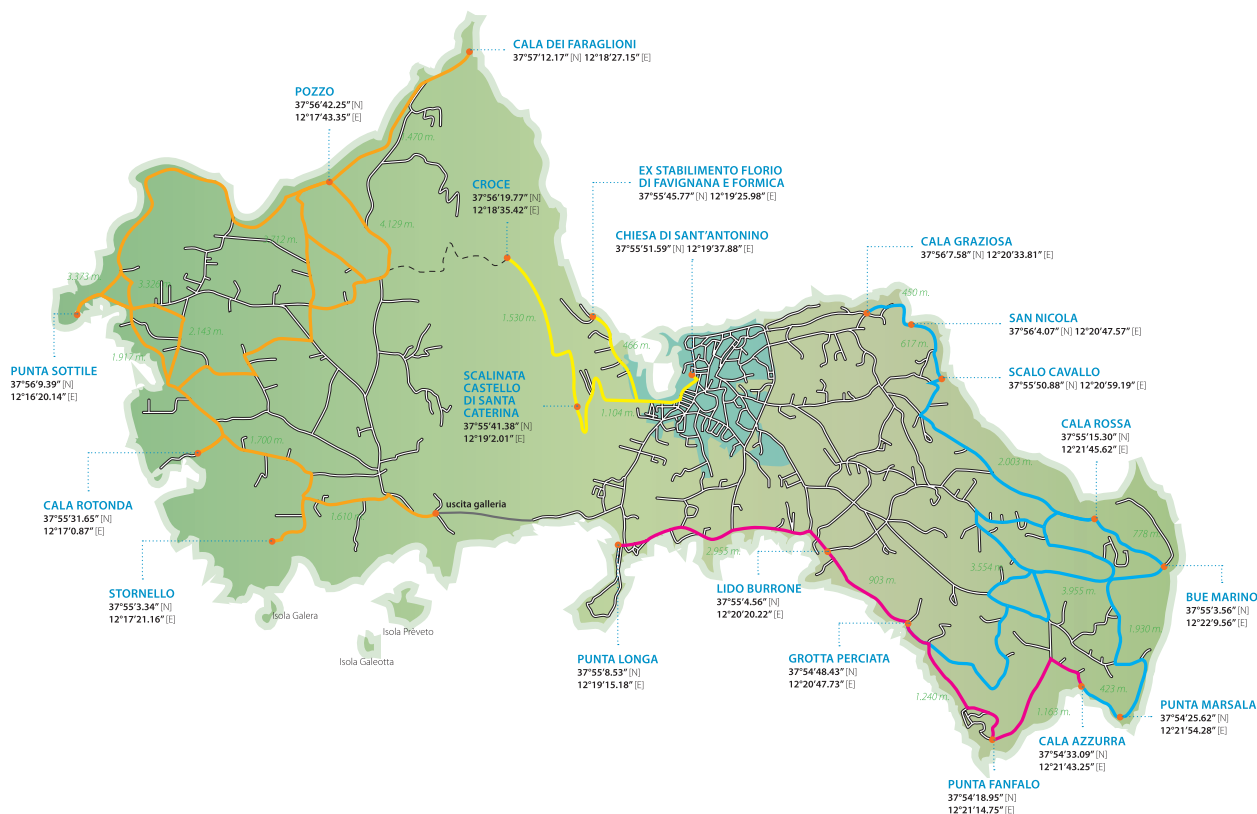 CALA DEI FARAGLIONI
37°57’12.17” [N] 12°18’27.15” [E]
POZZO
37°56’42.25” [N]
12°17’43.35” [E]
470 m.
EX STABILIMENTO FLORIO
DI FAVIGNANA E FORMICA
37°55’45.77” [N] 12°19’25.98” [E]
CROCE
37°56’19.77” [N]
12°18’35.42” [E]
4.129 m.
CHIESA DI SANT’ANTONINO
37°55’51.59” [N] 12°19’37.88” [E]
CALA GRAZIOSA
37°56’7.58” [N] 12°20’33.81” [E]
3.373 m.
450 m.
1.530 m.
SAN NICOLA
37°56’4.07” [N] 12°20’47.57” [E]
2.143 m.
466 m.
617 m.
1.917 m.
PUNTA SOTTILE
37°56’9.39” [N]
12°16’20.14” [E]
SCALINATA
CASTELLO
DI SANTA
CATERINA
37°55’41.38” [N]
12°19’2.01” [E]
SCALO CAVALLO
37°55’50.88” [N] 12°20’59.19” [E]
1.104 m.
CALA ROSSA
37°55’15.30” [N]
12°21’45.62” [E]
1.700 m.
2.003 m.
CALA ROTONDA
37°55’31.65” [N]
12°17’0.87” [E]
uscita galleria
1.610 m.
778 m.
2.955 m.
3.554 m.
903 m.
3.955 m.
STORNELLO
37°55’3.34” [N]
12°17’21.16” [E]
LIDO BURRONE
37°55’4.56” [N]
12°20’20.22” [E]
BUE MARINO
37°55’3.56” [N]
12°22’9.56” [E]
Isola Galera
Isola Prèveto
1.930 m.
Isola Galeotta
PUNTA LONGA
37°55’8.53” [N]
12°19’15.18” [E]
GROTTA PERCIATA
37°54’48.43” [N]
12°20’47.73” [E]
1.240 m.
423 m.
1.163 m.
PUNTA MARSALA
37°54’25.62” [N]
12°21’54.28” [E]
CALA AZZURRA
37°54’33.09” [N]
12°21’43.25” [E]
PUNTA FANFALO
37°54’18.95” [N]
12°21’14.75” [E]